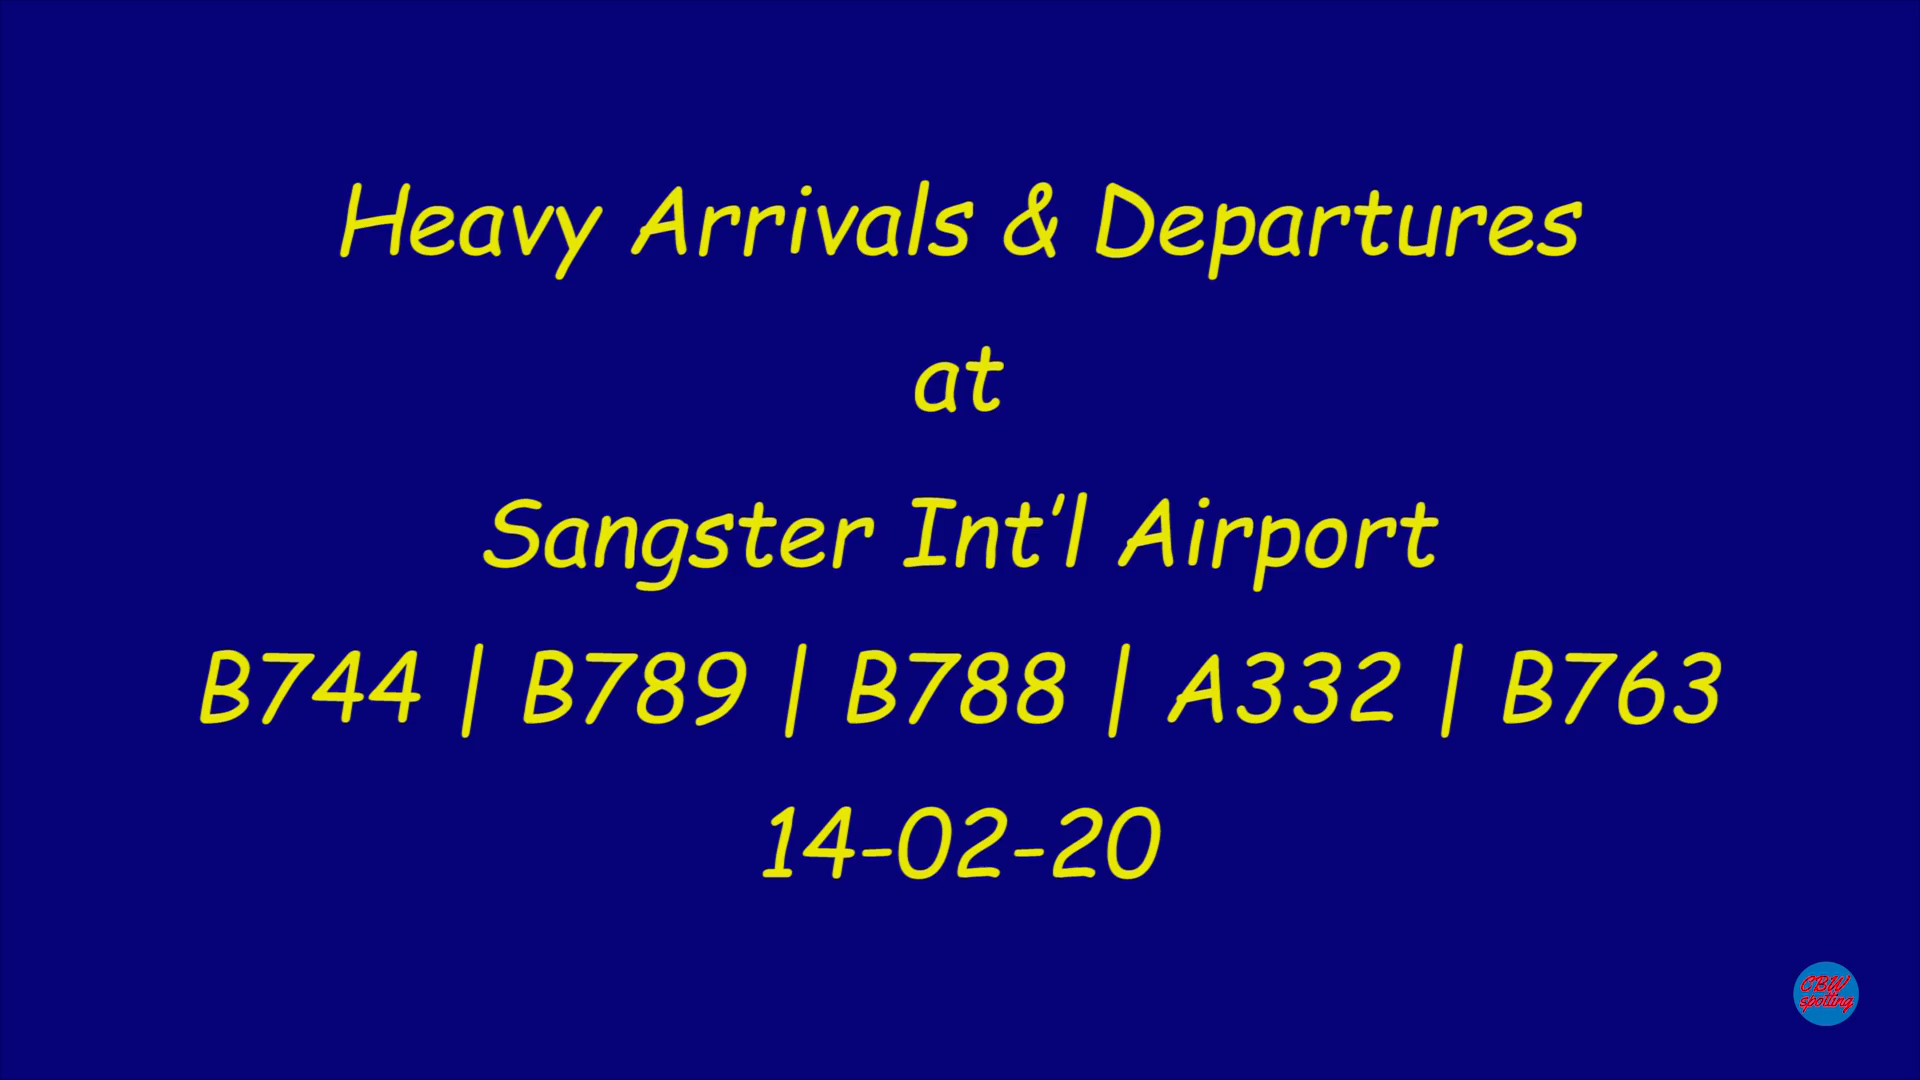 Heavy Arrivals & Departures
at
Sangster Int'l Airport
B744 | B789 | B788 | A332 | B763
14-02-20
CBW
spotting